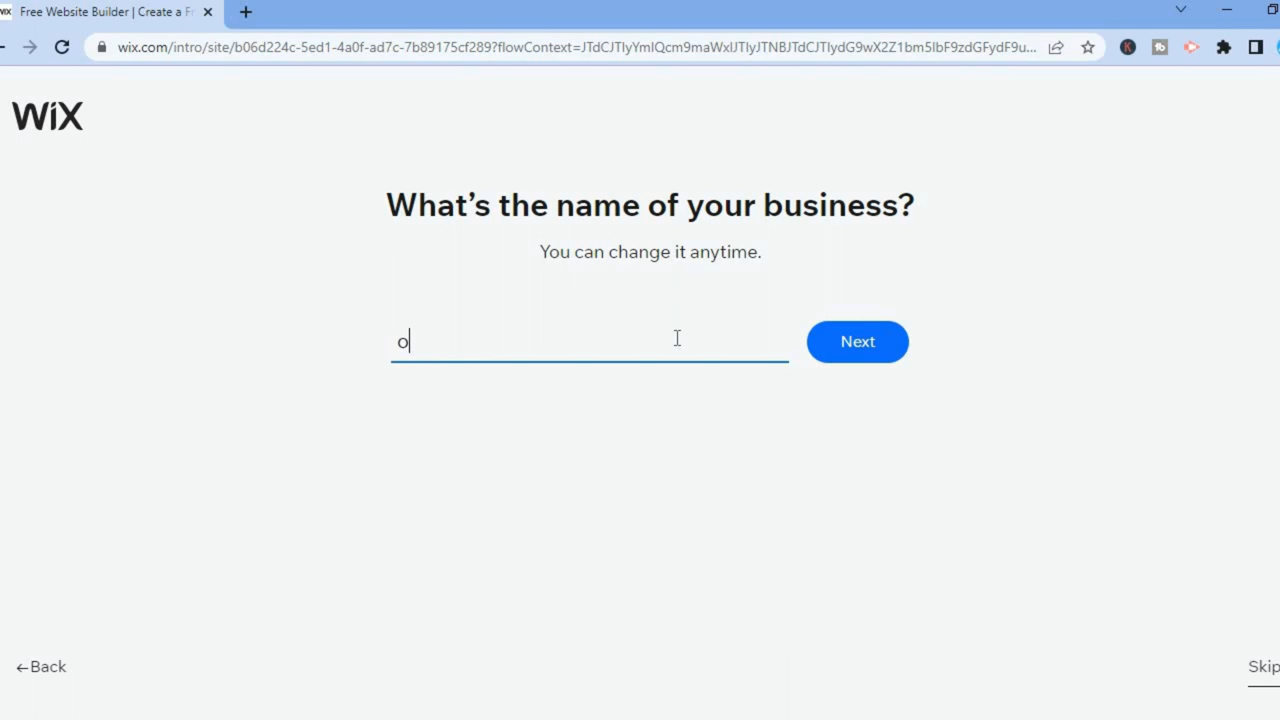 WiX Free Website Builder | Create a Fr
wix.com/intro/site/b06d224c-5ed1-4a0f-ad7c-7b89175cf289?flowContext=JTdCJTIyYmlQcm9maWxlJTIyJTNBJTdCJTIydG9wX2Z1bm5lbF9zdGFydF9u...
WiX
What's the name of your business?
You can change it anytime.
o
Next
←Back
Skip